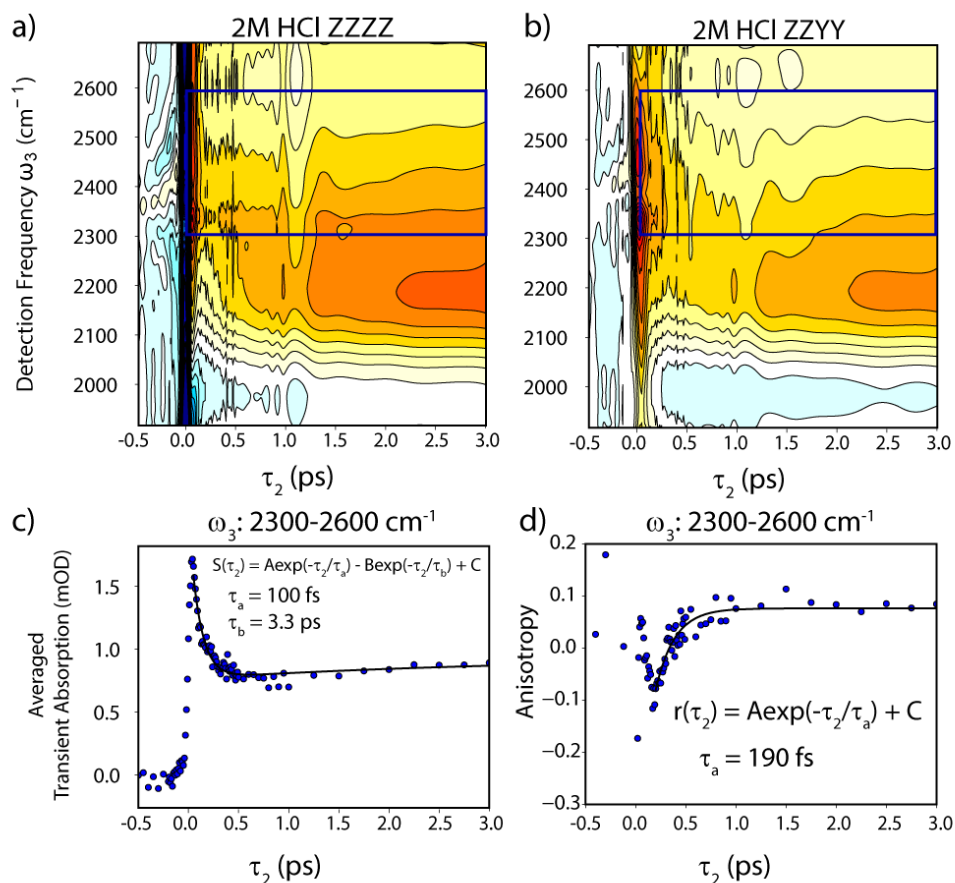 a)
2M HCl ZZZZ
b)
2M HCl ZZYY
Detection Frequency ω₃ (cm⁻¹)
2600
2500
2400
2300
2200
2100
2000
-0.5 0.0 0.5 1.0 1.5 2.0 2.5 3.0
τ₂ (ps)
2600
2500
2400
2300
2200
2100
2000
-0.5 0.0 0.5 1.0 1.5 2.0 2.5 3.0
τ₂ (ps)
c)
ω₃: 2300-2600 cm⁻¹
Averaged
Transient Absorption (mOD)
1.5
1.0
0.5
0.0
S(τ₂) = Aexp(-τ₂/τₐ) - Bexp(-τ₂/τ_b) + C
τₐ = 100 fs
τ_b = 3.3 ps
-0.5 0.0 0.5 1.0 1.5 2.0 2.5 3.0
τ₂ (ps)
d)
ω₃: 2300-2600 cm⁻¹
Anisotropy
0.2
0.1
0.0
−0.1
−0.2
−0.3
r(τ₂) = Aexp(-τ₂/τₐ) + C
τₐ = 190 fs
-0.5 0.0 0.5 1.0 1.5 2.0 2.5 3.0
τ₂ (ps)